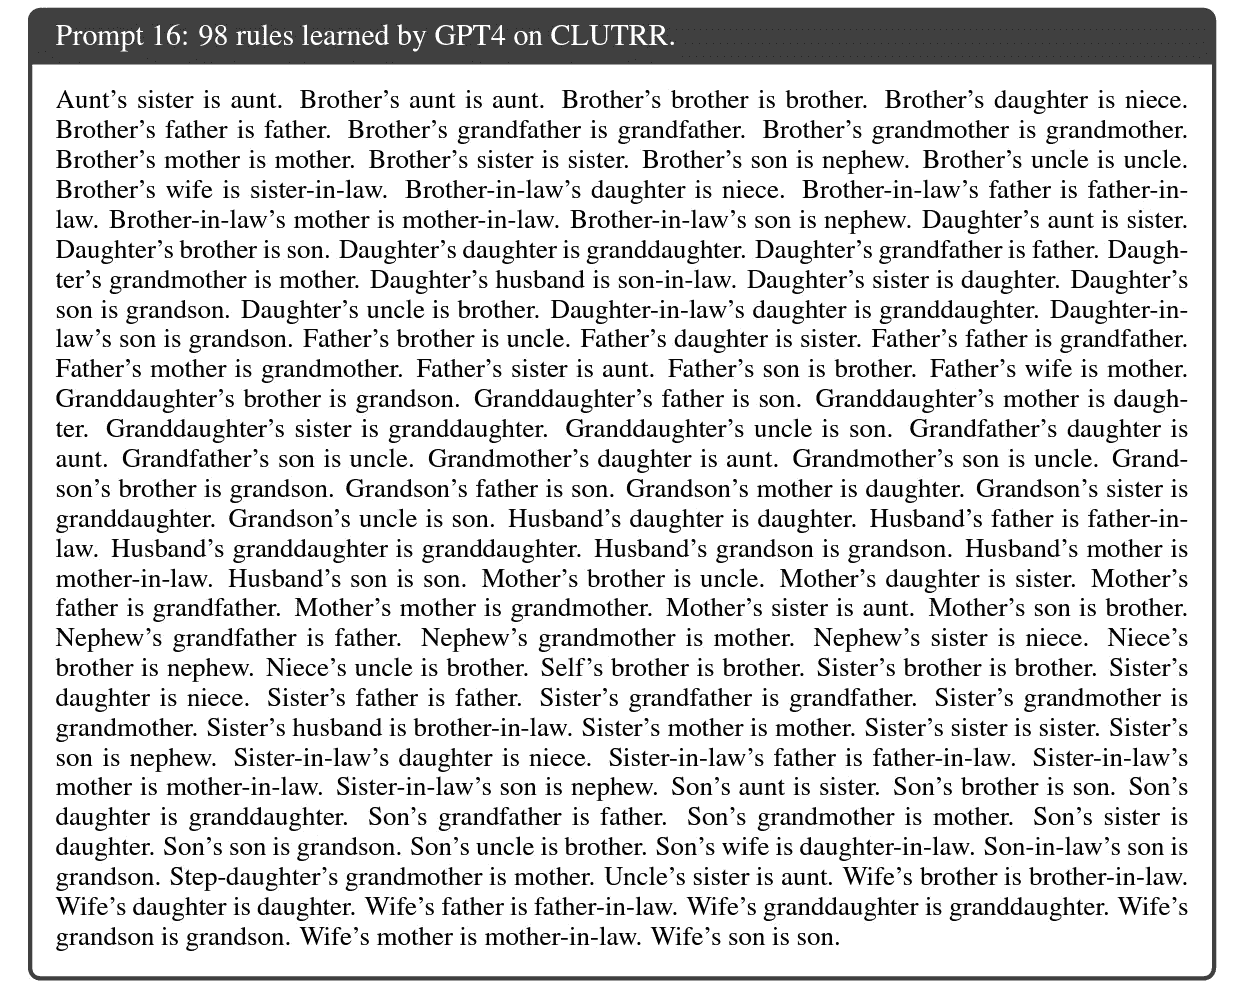 Prompt 16: 98 rules learned by GPT4 on CLUTRR.
Aunt’s sister is aunt. Brother’s aunt is aunt. Brother’s brother is brother. Brother’s daughter is niece.
Brother’s father is father. Brother’s grandfather is grandfather. Brother’s grandmother is grandmother.
Brother’s mother is mother. Brother’s sister is sister. Brother’s son is nephew. Brother’s uncle is uncle.
Brother’s wife is sister-in-law. Brother-in-law’s daughter is niece. Brother-in-law’s father is father-in-
law. Brother-in-law’s mother is mother-in-law. Brother-in-law’s son is nephew. Daughter’s aunt is sister.
Daughter’s brother is son. Daughter’s daughter is granddaughter. Daughter’s grandfather is father. Daugh-
ter’s grandmother is mother. Daughter’s husband is son-in-law. Daughter’s sister is daughter. Daughter’s
son is grandson. Daughter’s uncle is brother. Daughter-in-law’s daughter is granddaughter. Daughter-in-
law’s son is grandson. Father’s brother is uncle. Father’s daughter is sister. Father’s father is grandfather.
Father’s mother is grandmother. Father’s sister is aunt. Father’s son is brother. Father’s wife is mother.
Granddaughter’s brother is grandson. Granddaughter’s father is son. Granddaughter’s mother is daugh-
ter. Granddaughter’s sister is granddaughter. Granddaughter’s uncle is son. Grandfather’s daughter is
aunt. Grandfather’s son is uncle. Grandmother’s daughter is aunt. Grandmother’s son is uncle. Grand-
son’s brother is grandson. Grandson’s father is son. Grandson’s mother is daughter. Grandson’s sister is
granddaughter. Grandson’s uncle is son. Husband’s daughter is daughter. Husband’s father is father-in-
law. Husband’s granddaughter is granddaughter. Husband’s grandson is grandson. Husband’s mother is
mother-in-law. Husband’s son is son. Mother’s brother is uncle. Mother’s daughter is sister. Mother’s
father is grandfather. Mother’s mother is grandmother. Mother’s sister is aunt. Mother’s son is brother.
Nephew’s grandfather is father. Nephew’s grandmother is mother. Nephew’s sister is niece. Niece’s
brother is nephew. Niece’s uncle is brother. Self’s brother is brother. Sister’s brother is brother. Sister’s
daughter is niece. Sister’s father is father. Sister’s grandfather is grandfather. Sister’s grandmother is
grandmother. Sister’s husband is brother-in-law. Sister’s mother is mother. Sister’s sister is sister. Sister’s
son is nephew. Sister-in-law’s daughter is niece. Sister-in-law’s father is father-in-law. Sister-in-law’s
mother is mother-in-law. Sister-in-law’s son is nephew. Son’s aunt is sister. Son’s brother is son. Son’s
daughter is granddaughter. Son’s grandfather is father. Son’s grandmother is mother. Son’s sister is
daughter. Son’s son is grandson. Son’s uncle is brother. Son’s wife is daughter-in-law. Son-in-law’s son is
grandson. Step-daughter’s grandmother is mother. Uncle’s sister is aunt. Wife’s brother is brother-in-law.
Wife’s daughter is daughter. Wife’s father is father-in-law. Wife’s granddaughter is granddaughter. Wife’s
grandson is grandson. Wife’s mother is mother-in-law. Wife’s son is son.